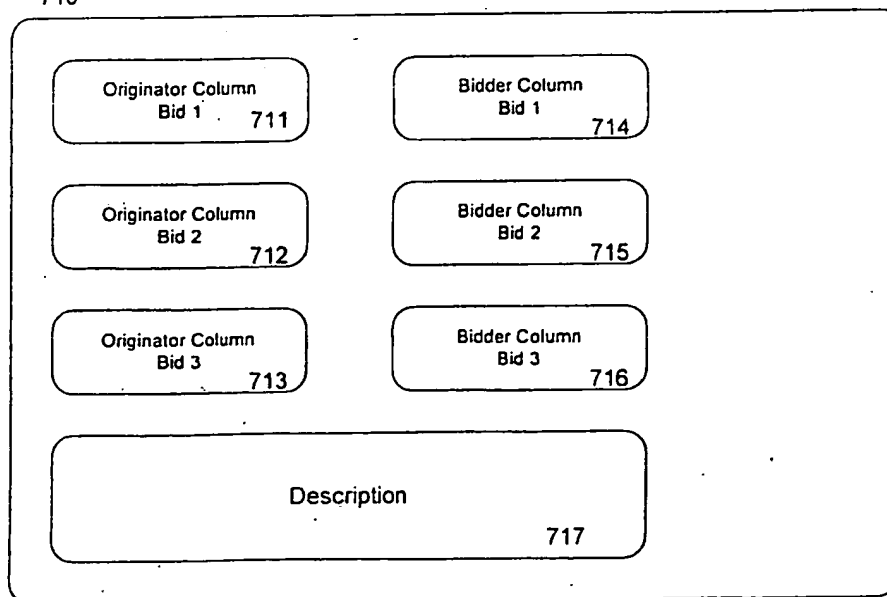 Originator Column
Bid 1
711
Bidder Column
Bid 1
714
Originator Column
Bid 2
712
Bidder Column
Bid 2
715
Originator Column
Bid 3
713
Bidder Column
Bid 3
716
Description
717